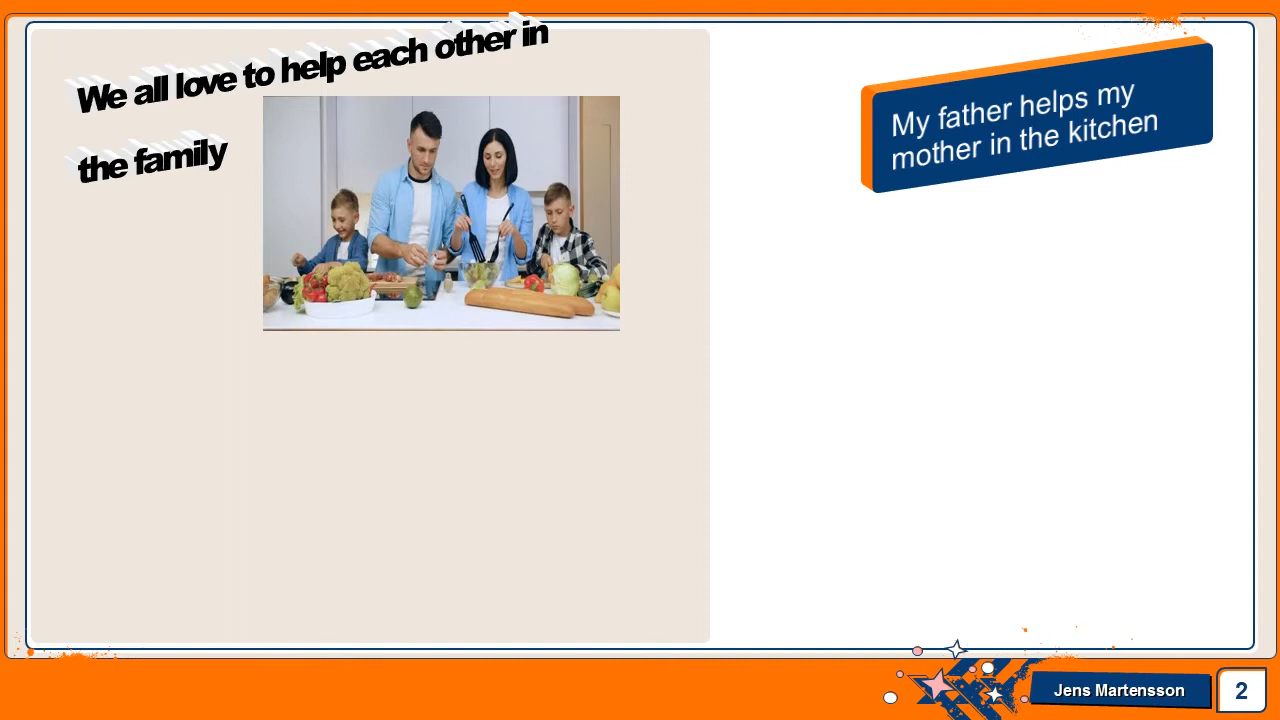 We all love to help each other in
the family
My father helps my
mother in the kitchen
Jens Martensson
2